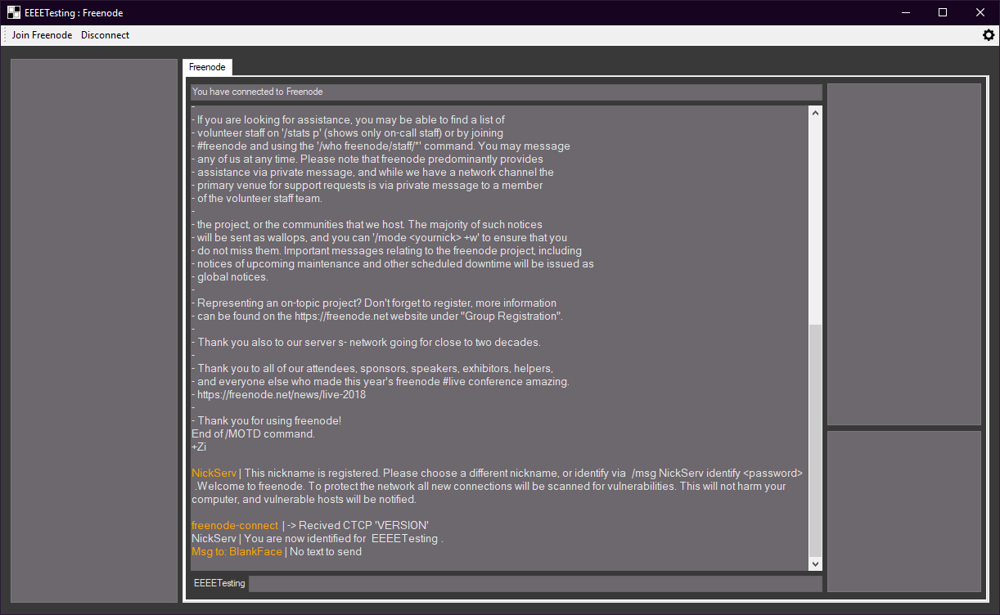 EEEETesting : Freenode
Join Freenode Disconnect
Freenode
You have connected to Freenode
-
- If you are looking for assistance, you may be able to find a list of
- volunteer staff on '/stats p' (shows only on-call staff) or by joining
- #freenode and using the '/who freenode/staff/*' command. You may message
- any of us at any time. Please note that freenode predominantly provides
- assistance via private message, and while we have a network channel the
- primary venue for support requests is via private message to a member
- of the volunteer staff team.
-
- the project, or the communities that we host. The majority of such notices
- will be sent as wallops, and you can '/mode <yournick> +w' to ensure that you
- do not miss them. Important messages relating to the freenode project, including
- notices of upcoming maintenance and other scheduled downtime will be issued as
- global notices.
-
- Representing an on-topic project? Don't forget to register, more information
- can be found on the https://freenode.net website under "Group Registration".
-
- Thank you also to our server s- network going for close to two decades.
-
- Thank you to all of our attendees, sponsors, speakers, exhibitors, helpers,
- and everyone else who made this year's freenode #live conference amazing.
- https://freenode.net/news/live-2018
-
- Thank you for using freenode!
End of /MOTD command.
+Zi
NickServ | This nickname is registered. Please choose a different nickname, or identify via  /msg NickServ identify <password>
.Welcome to freenode. To protect the network all new connections will be scanned for vulnerabilities. This will not harm your
computer, and vulnerable hosts will be notified.
freenode-connect | -> Recived CTCP 'VERSION'
NickServ | You are now identified for  EEEETesting .
Msg to: BlankFace | No text to send
EEEETesting